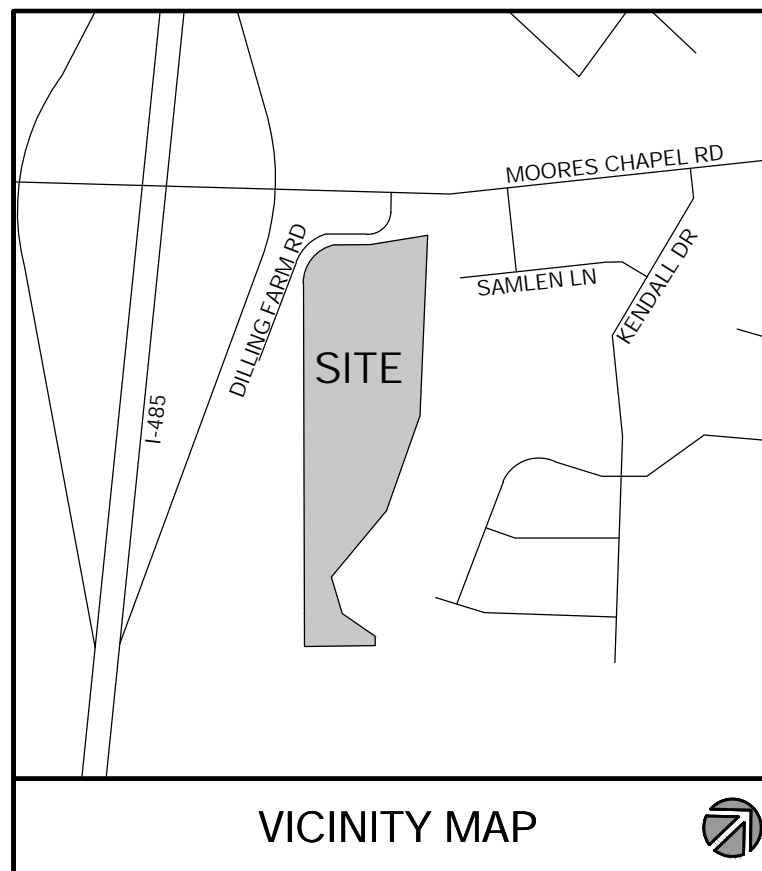 MOORES CHAPEL RD
DILLING FARM RD
SAMLEN LN
KENDALL DR
SITE
I-485
VICINITY MAP